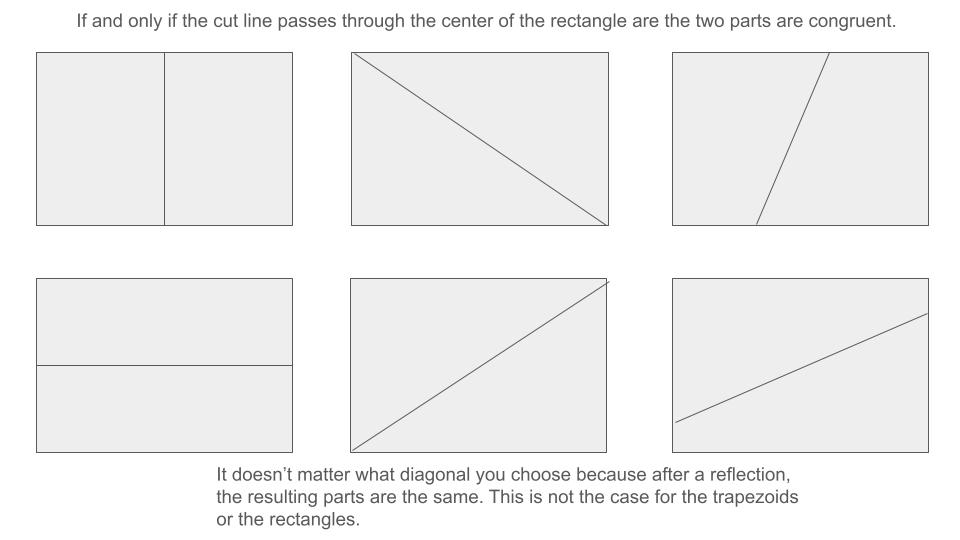 If and only if the cut line passes through the center of the rectangle are the two parts are congruent.
It doesn’t matter what diagonal you choose because after a reflection,
the resulting parts are the same. This is not the case for the trapezoids
or the rectangles.